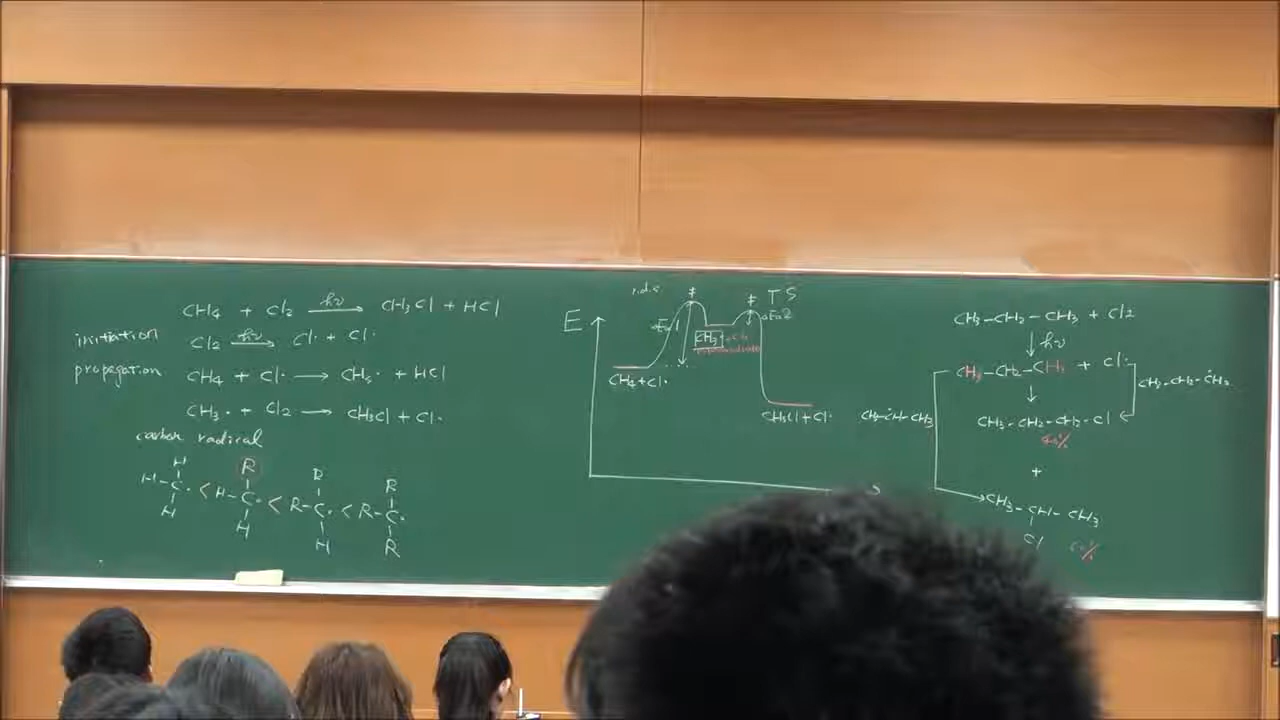 CH₄ + Cl₂ —hν→ CH₃Cl + HCl
initiation Cl₂ —hν→ Cl· + Cl·
propagation CH₄ + Cl· → CH₃· + HCl
CH₃· + Cl₂ → CH₃Cl + Cl·
carbon radical
H
H–C· < H–C· < R–C· < R–C·
H
R
H
R
H
R
R
r.d.s
‡
‡ TS
E
Ea1
Ea2
CH₃·
CH₄ + Cl·
CH₃Cl + Cl·
CH₃–CH₂–CH₃ + Cl₂
↓ hν
CH₃–CH₂–CH₃ + Cl·
CH₃–CH₂–ĊH₂
CH₃–ĊH–CH₃
CH₃–CH₂–CH₂–Cl
+
CH₃–CH–CH₃
Cl